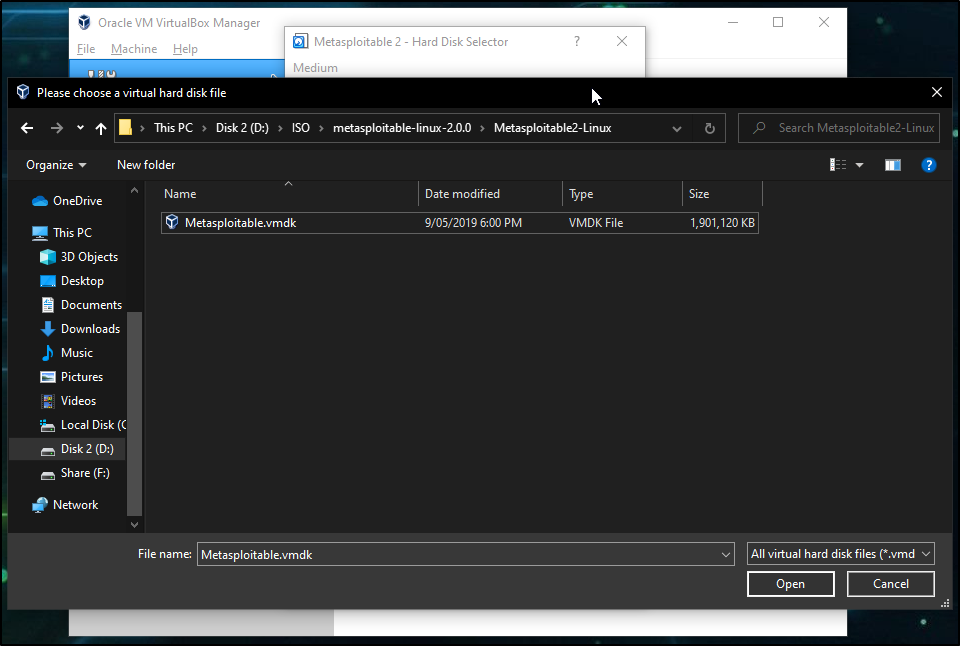 Oracle VM VirtualBox Manager
File Machine Help
Metasploitable 2 - Hard Disk Selector ?
Medium
Please choose a virtual hard disk file
This PC › Disk 2 (D:) › ISO › metasploitable-linux-2.0.0 › Metasploitable2-Linux
Search Metasploitable2-Linux
Organize New folder ?
Name Date modified Type Size
Metasploitable.vmdk 9/05/2019 6:00 PM VMDK File 1,901,120 KB
OneDrive
This PC
3D Objects
Desktop
Documents
Downloads
Music
Pictures
Videos
Local Disk (C
Disk 2 (D:)
Share (F:)
Network
File name: Metasploitable.vmdk All virtual hard disk files (*.vmd
Open Cancel